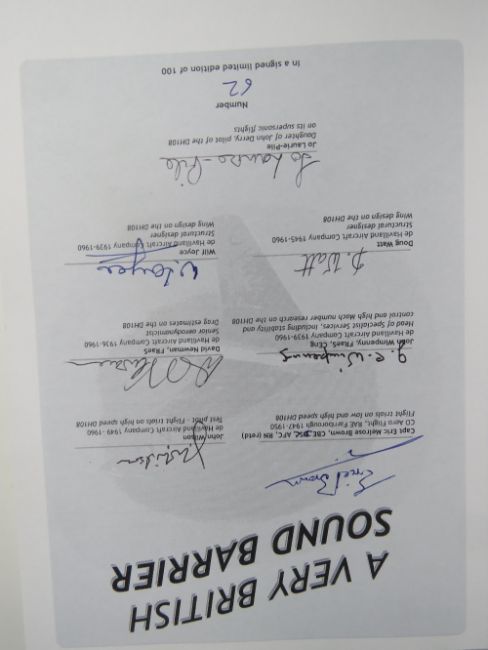 A VERY BRITISH
SOUND BARRIER
Eric Brown
Capt Eric Melrose Brown, CBE, DSC, AFC, RN (retd)
CO Aero Flight, RAE Farnborough 1947-1950
Flight trials on low and high speed DH108
J Wilson
John Wilson
de Havilland Aircraft Company 1949-1960
Test pilot - Flight trials on high speed DH108
J. E. Wimpenny
John Wimpenny, FRaeS, CEng
de Havilland Aircraft Company 1939-1960
Head of Specialist Services, including stability and
control and high Mach number research on the DH108
David Newman, FRaeS
de Havilland Aircraft Company 1934-1960
Senior aerodynamicist
Drag estimates on the DH108
D. Watt
Doug Watt
de Havilland Aircraft Company 1945-1960
Structural designer
Wing design on DH108
W. Joyce
Wilf Joyce
de Havilland Aircraft Company 1939-1960
Structural designer
Wing design on DH108
Jo Laurie-Pile
Jo Laurie-Pile
Daughter of John Derry, pilot of the DH108
on its supersonic flights
Number
62
in a signed limited edition of 100